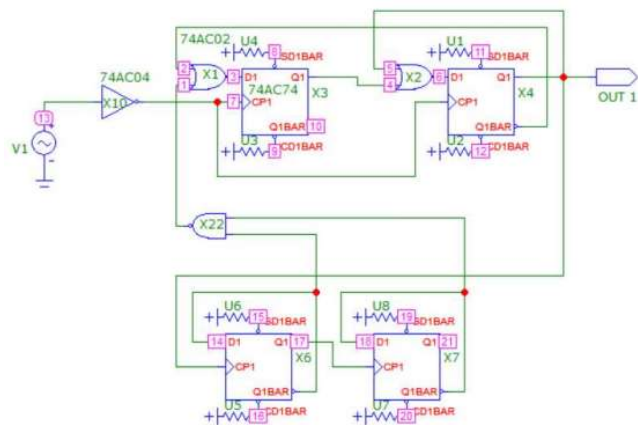 74AC02
U4
8
SD1BAR
U1
11
SD1BAR
2
X1
3
D1
Q1
5
X2
6
D1
Q1
74AC04
1
7
74AC74
X3
4
X4
X10
CP1
CP1
OUT 1
13
Q1BAR
10
Q1BAR
V1
U3
9
CD1BAR
U2
12
CD1BAR
X22
U6
15
SD1BAR
U8
19
SD1BAR
14
D1
Q1
17
18
D1
Q1
21
X6
X7
CP1
CP1
Q1BAR
Q1BAR
U5
16
CD1BAR
U7
20
CD1BAR